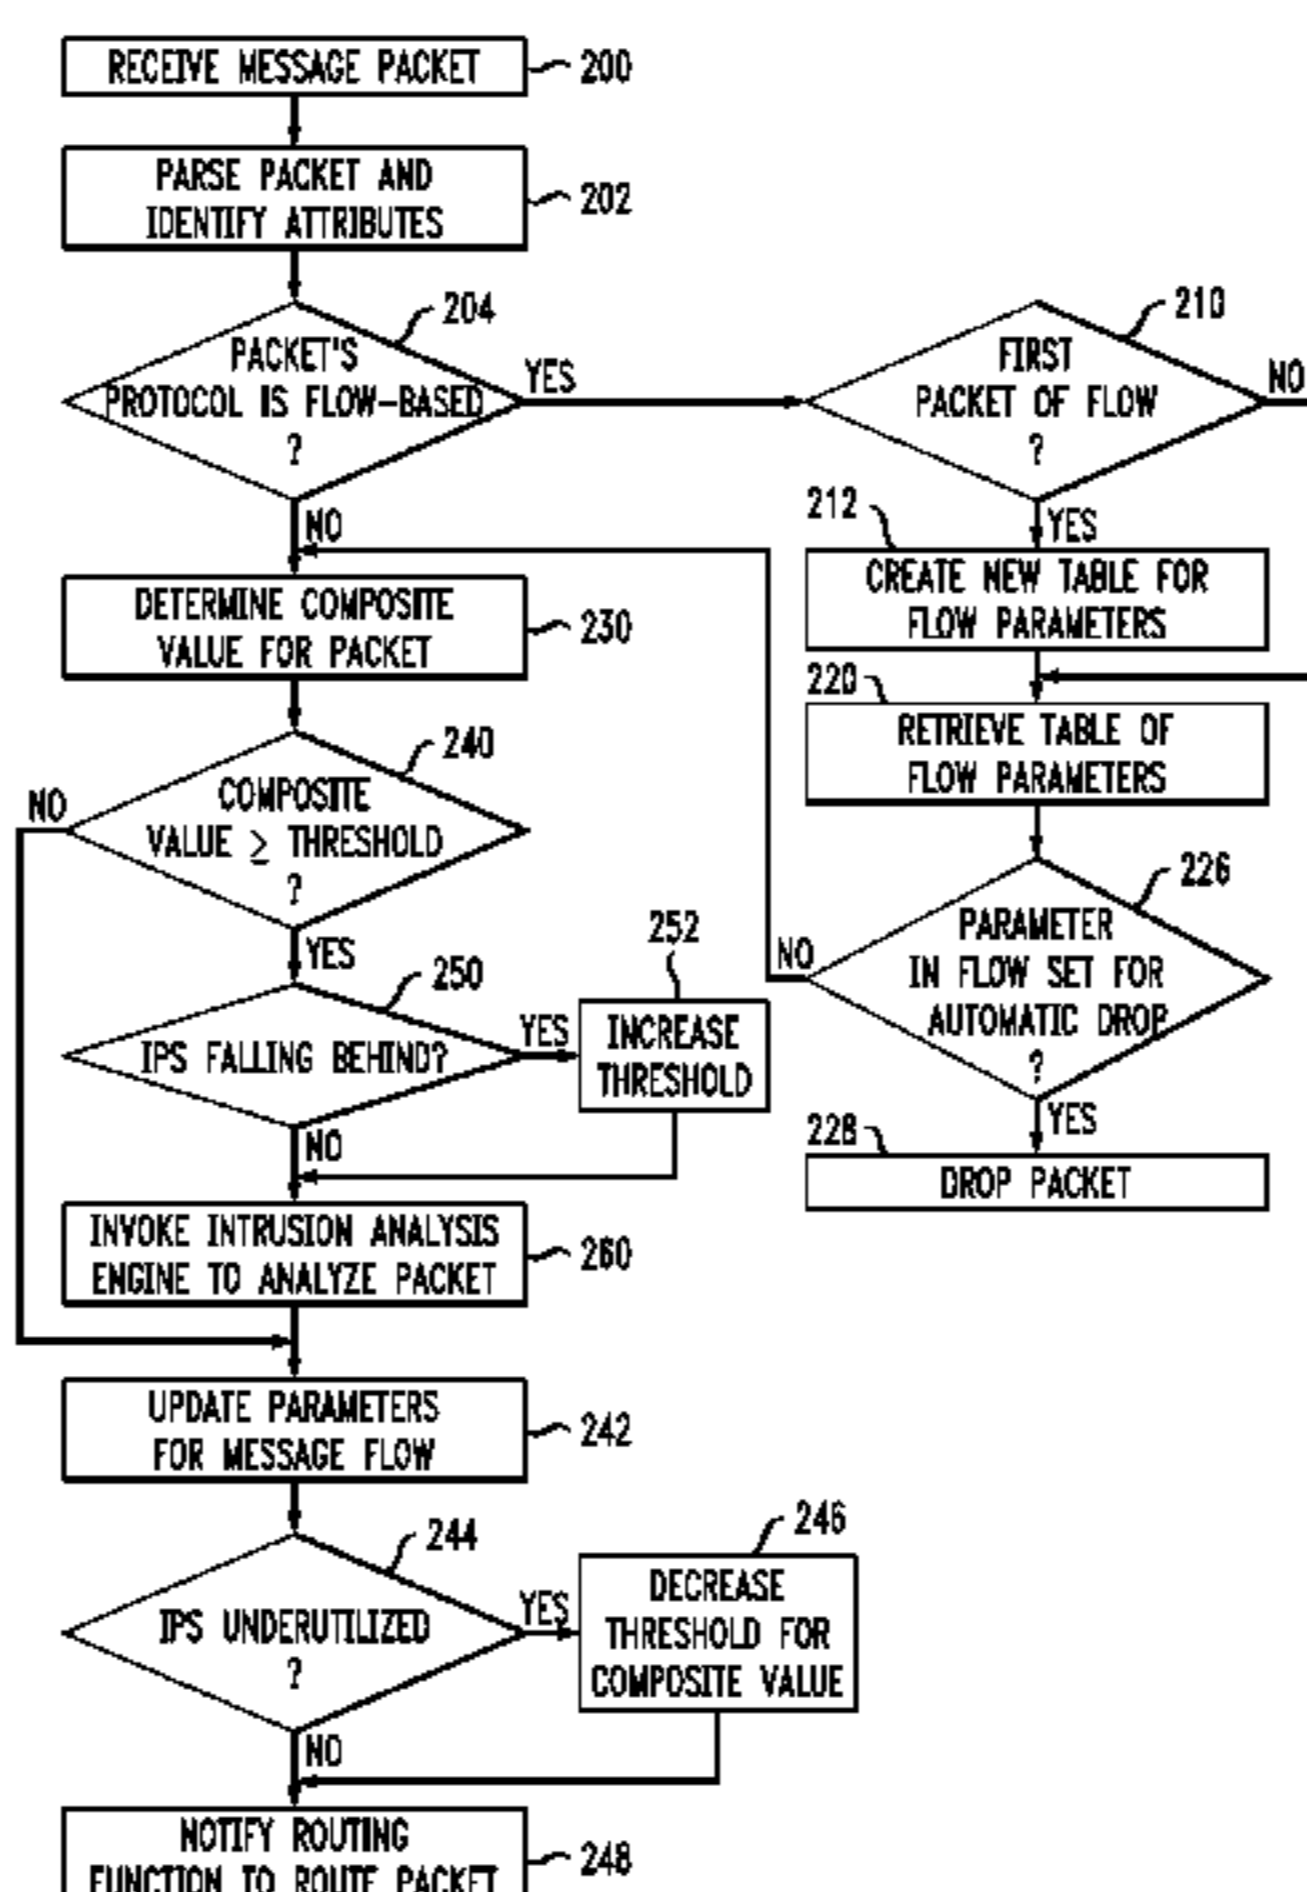 RECEIVE MESSAGE PACKET
200
PARSE PACKET AND
IDENTIFY ATTRIBUTES
202
204
PACKET'S
PROTOCOL IS FLOW-BASED
?
YES
NO
210
FIRST
PACKET OF FLOW
?
NO
YES
212
CREATE NEW TABLE FOR
FLOW PARAMETERS
220
RETRIEVE TABLE OF
FLOW PARAMETERS
226
PARAMETER
IN FLOW SET FOR
AUTOMATIC DROP
?
NO
YES
228
DROP PACKET
DETERMINE COMPOSITE
VALUE FOR PACKET
230
240
COMPOSITE
VALUE ≥ THRESHOLD
?
NO
YES
250
IPS FALLING BEHIND?
YES
NO
252
INCREASE
THRESHOLD
INVOKE INTRUSION ANALYSIS
ENGINE TO ANALYZE PACKET
260
UPDATE PARAMETERS
FOR MESSAGE FLOW
242
244
IPS UNDERUTILIZED
?
YES
NO
246
DECREASE
THRESHOLD FOR
COMPOSITE VALUE
NOTIFY ROUTING
FUNCTION TO ROUTE PACKET
248